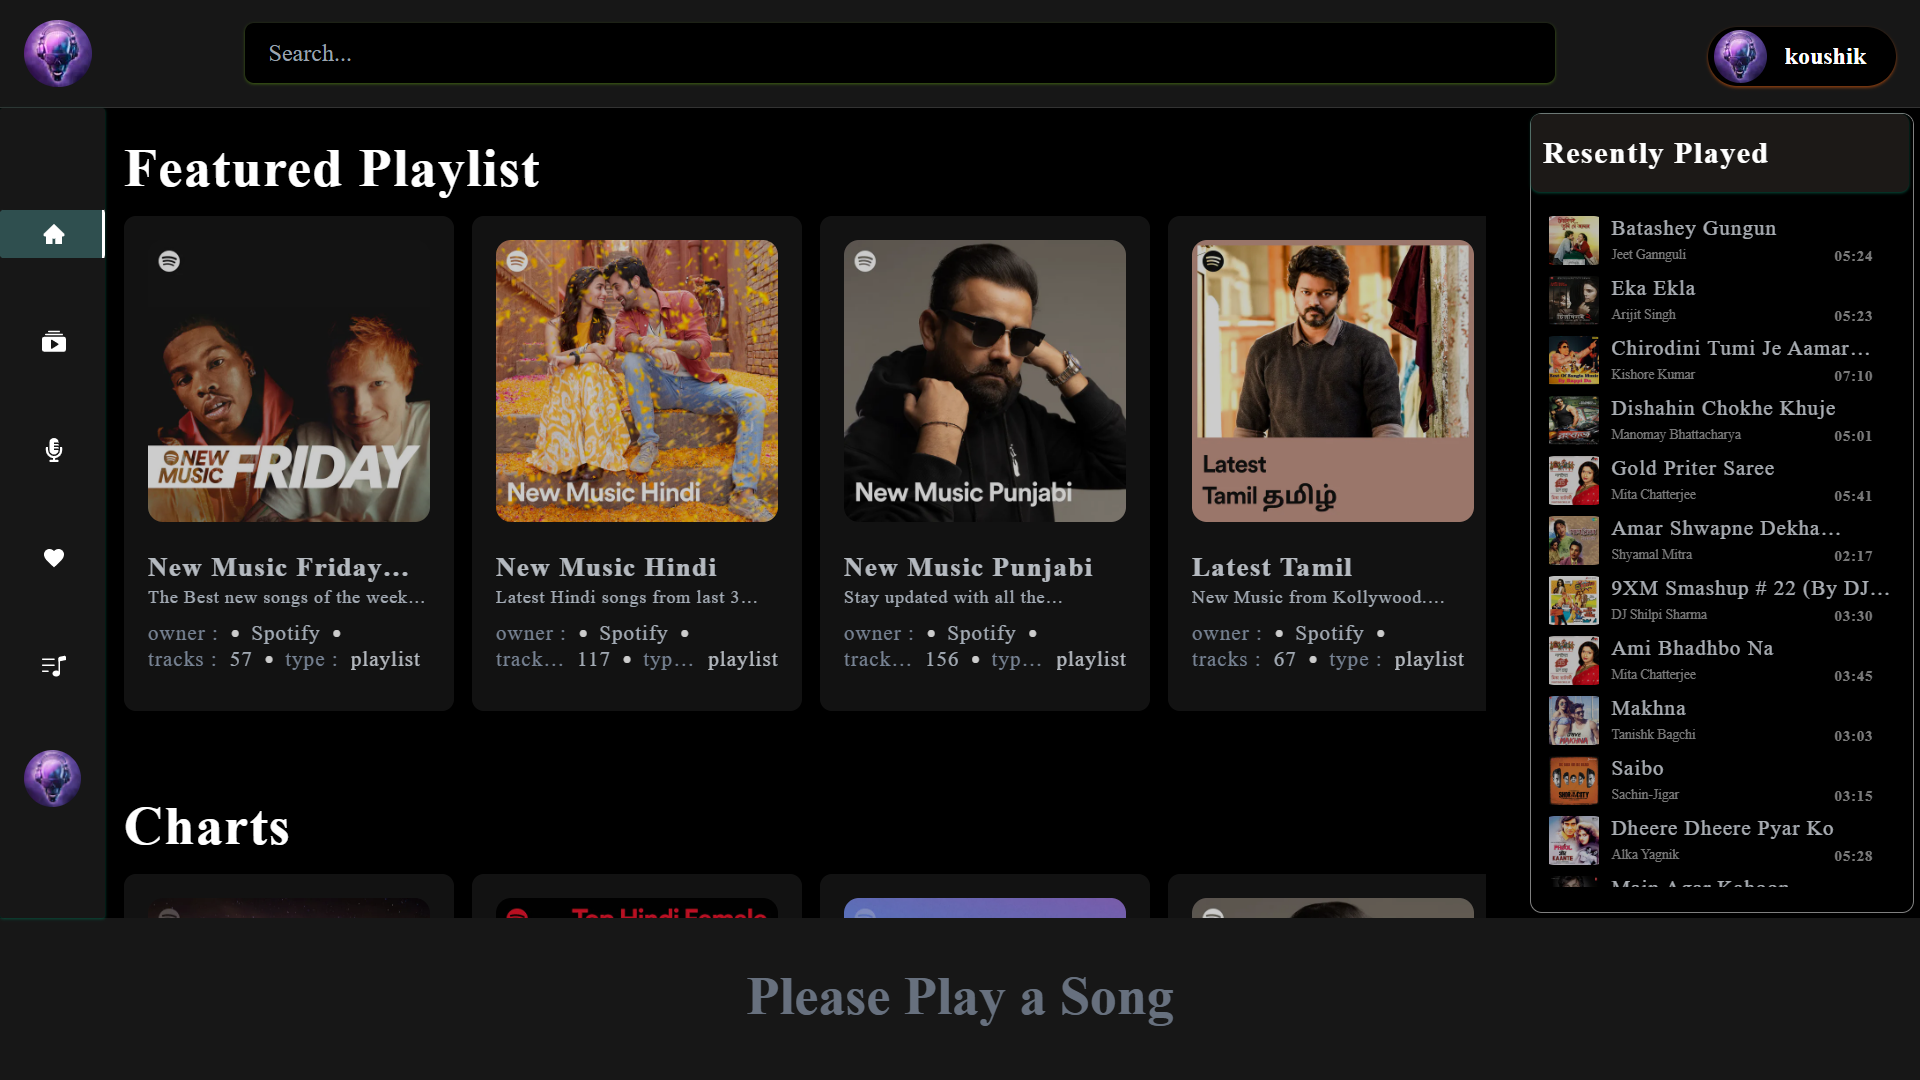 Search...
koushik
Featured Playlist
NEW
MUSIC FRIDAY
New Music Friday...
The Best new songs of the week...
owner : • Spotify •
tracks : 57 • type : playlist
New Music Hindi
New Music Hindi
Latest Hindi songs from last 3...
owner : • Spotify •
track... 117 • typ... playlist
New Music Punjabi
New Music Punjabi
Stay updated with all the...
owner : • Spotify •
track... 156 • typ... playlist
Latest
Tamil தமிழ்
Latest Tamil
New Music from Kollywood....
owner : • Spotify •
tracks : 67 • type : playlist
Charts
Top Hindi Female
Resently Played
Batashey Gungun
Jeet Gannguli 05:24
Eka Ekla
Arijit Singh 05:23
Chirodini Tumi Je Aamar...
Kishore Kumar 07:10
Dishahin Chokhe Khuje
Manomay Bhattacharya 05:01
Gold Priter Saree
Mita Chatterjee 05:41
Amar Shwapne Dekha...
Shyamal Mitra 02:17
9XM Smashup # 22 (By DJ...
DJ Shilpi Sharma 03:30
Ami Bhadhbo Na
Mita Chatterjee 03:45
Makhna
Tanishk Bagchi 03:03
Saibo
Sachin-Jigar 03:15
Dheere Dheere Pyar Ko
Alka Yagnik 05:28
Main Agar Kahoon
Please Play a Song